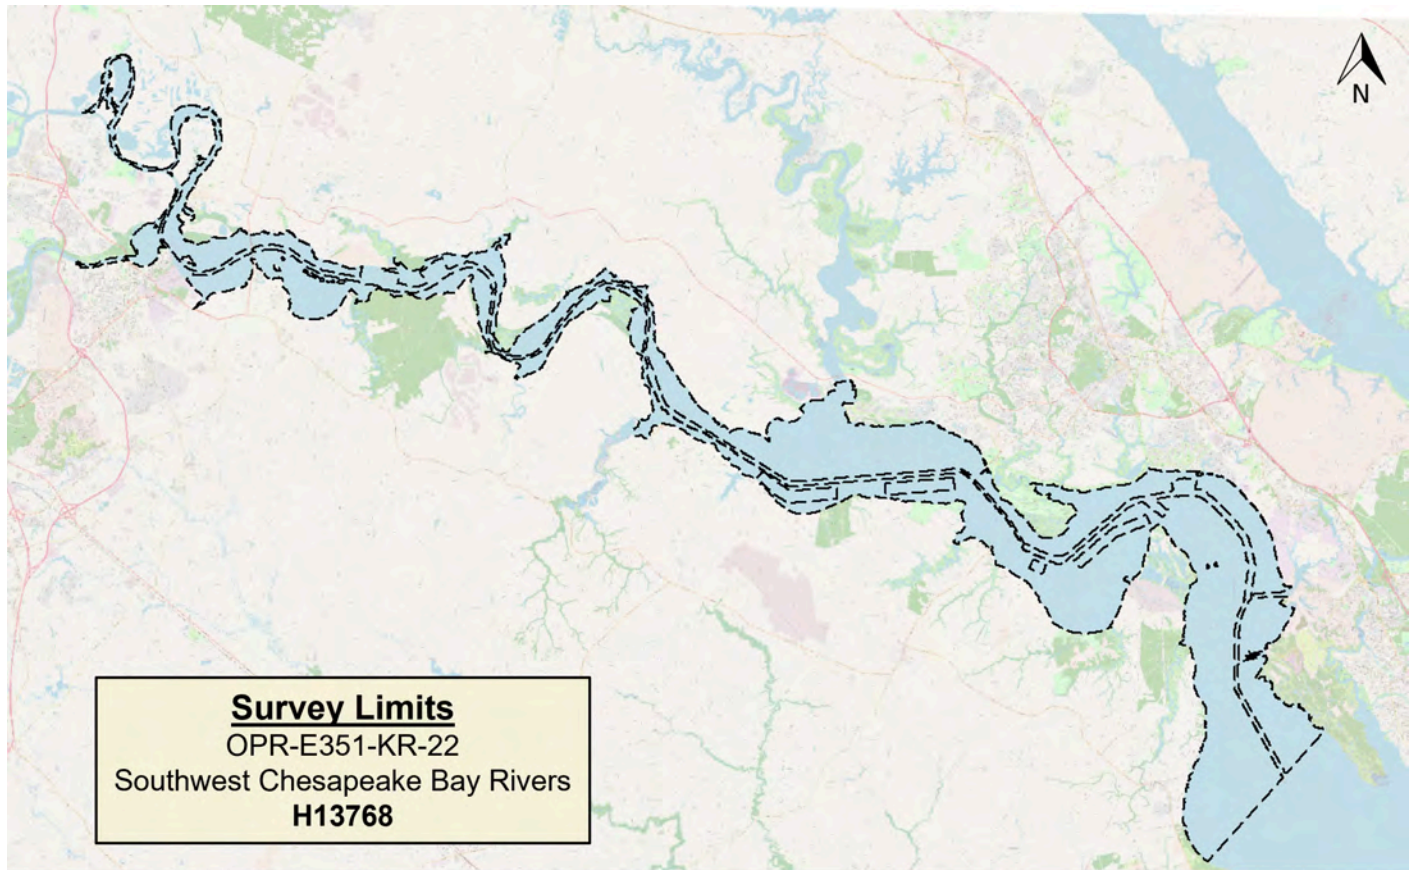 N
Survey Limits
OPR-E351-KR-22
Southwest Chesapeake Bay Rivers
H13768